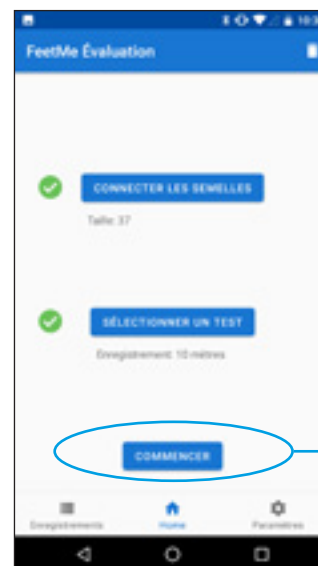 FeetMe Évaluation
CONNECTER LES SEMELLES
Taille: 37
SÉLECTIONNER UN TEST
Enregistrement: 10 mètres
COMMENCER
Enregistrements Home Paramètres